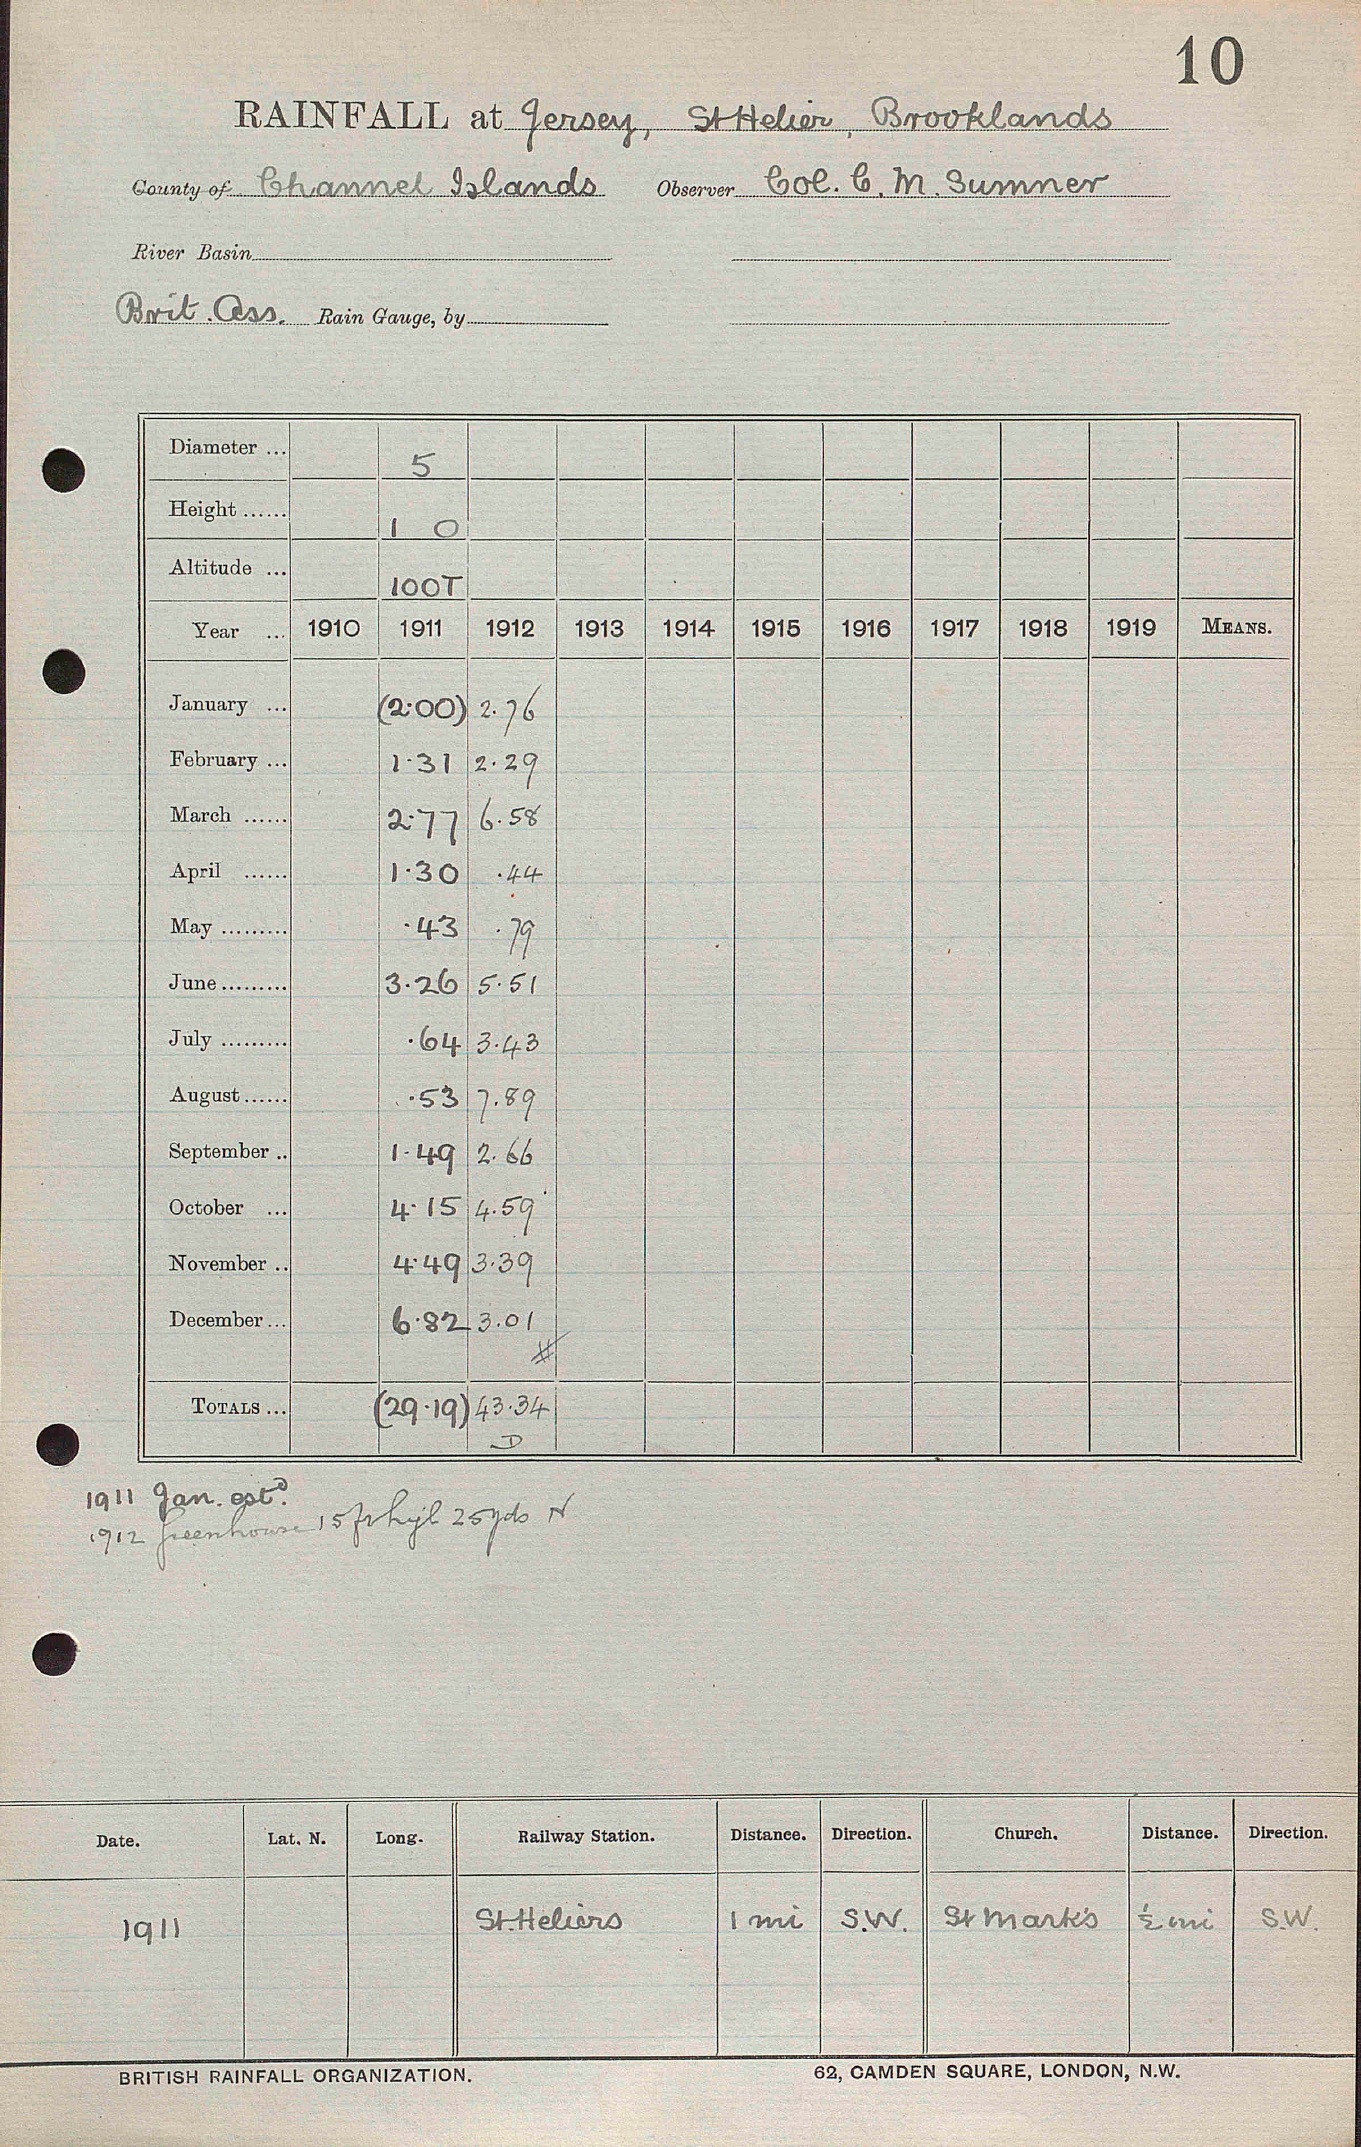 10
RAINFALL at Jersey, St Helier, Brooklands
County of Channel Islands Observer Col. C. M. Sumner
River Basin
Brit. Ass. Rain Gauge, by
Diameter ... 5
Height ...... 1 0
Altitude ... 100T
Year ... 1910 1911 1912 1913 1914 1915 1916 1917 1918 1919 MEANS.
January ... (2.00) 2.76
February ... 1.31 2.29
March ...... 2.77 6.58
April ...... 1.30 .44
May ......... .43 .79
June ......... 3.26 5.51
July ......... .64 3.43
August ...... .53 7.89
September .. 1.49 2.66
October ... 4.15 4.59
November .. 4.49 3.39
December ... 6.82 3.01
#
TOTALS ... (29.19) 43.34
D
1911 Jan. estd.
1912 Greenhouse 15 ft 25 yds N
Date. Lat. N. Long. Railway Station. Distance. Direction. Church. Distance. Direction.
1911 St. Heliers 1 mi S.W. St Mark's ½ mi S.W.
BRITISH RAINFALL ORGANIZATION. 62, CAMDEN SQUARE, LONDON, N.W.